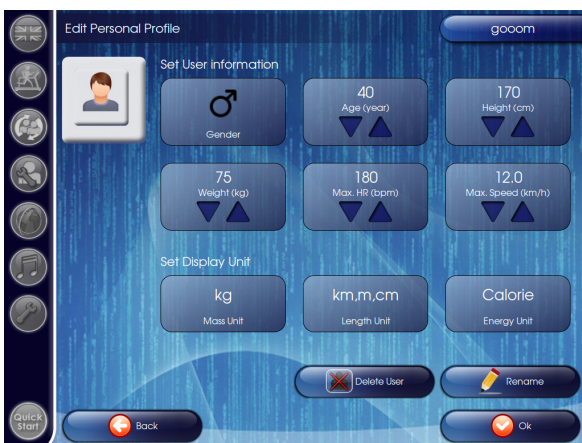 Edit Personal Profile
gooom
Set User information
Gender
40
Age (year)
170
Height (cm)
75
Weight (kg)
180
Max. HR (bpm)
12.0
Max. Speed (km/h)
Set Display Unit
kg
Mass Unit
km,m,cm
Length Unit
Calorie
Energy Unit
Delete User
Rename
Quick
Start
Back
Ok